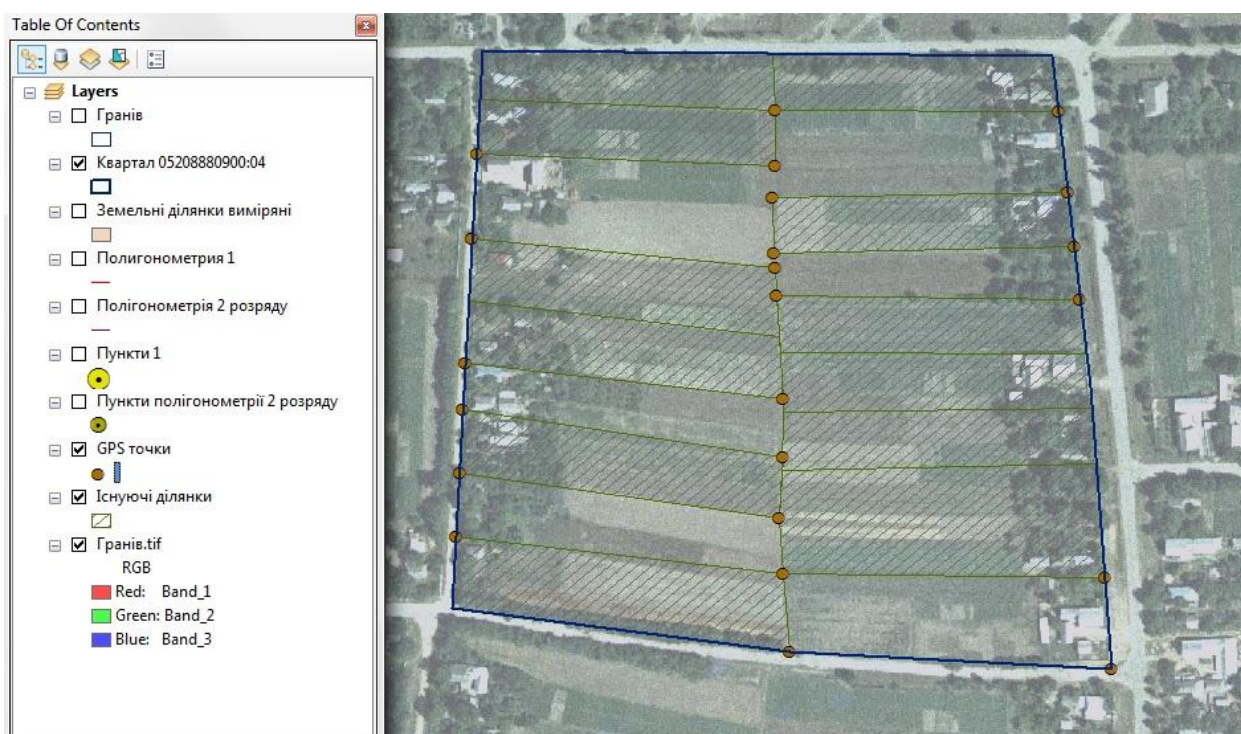 Table Of Contents
Layers
Гранів
Квартал 05208880900:04
Земельні ділянки виміряні
Полигонометрия 1
Полігонометрія 2 розряду
Пункти 1
Пункти полігонометрії 2 розряду
GPS точки
Існуючі ділянки
Гранів.tif
RGB
Red: Band_1
Green: Band_2
Blue: Band_3